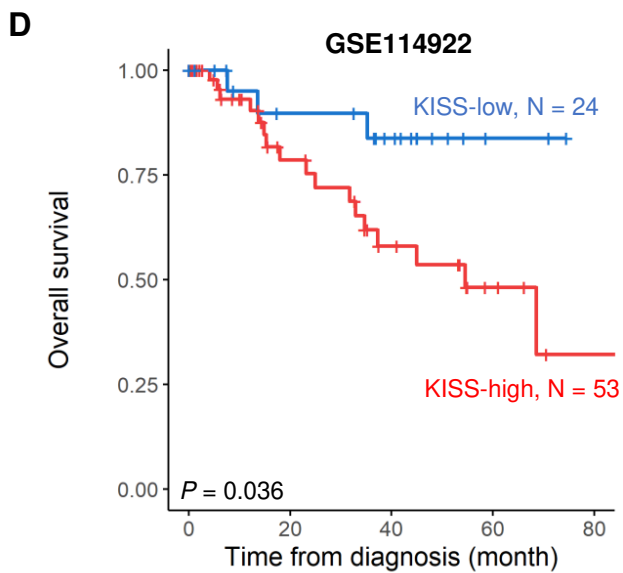 D
GSE114922
1.00
0.75
0.50
0.25
0.00
Overall survival
KISS-low, N = 24
KISS-high, N = 53
P = 0.036
0 20 40 60 80
Time from diagnosis (month)